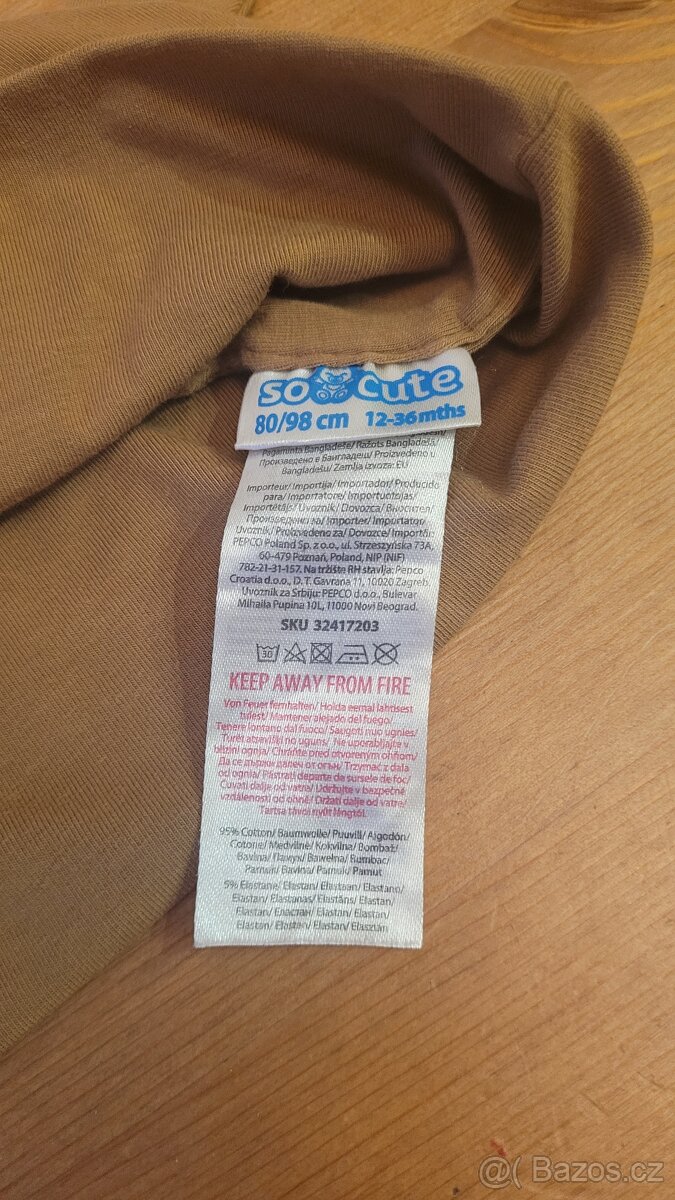 so cute
80/98 cm 12-36mths
Pagaminta Bangladeše/ Ražots Bangladešā/
Произведено в Бангладеш/ Proizvedeno u
Bangladešu/ Zemlja izvoza: EU
Importeur/ Importija/ Importador/ Producido
para/ Importatore/ Importuotojas/
Importētājs/ Uvoznik/ Dovozca/ Вносител/
Произведено за/ Importer/ Importator/
Uvoznik/ Proizvedeno za/ Dovozce/ Importőr:
PEPCO Poland Sp. z o.o., ul. Strzeszyńska 73A,
60-479 Poznań, Poland, NIP (NIF)
782-21-31-157. Na tržište RH stavlja: Pepco
Croatia d.o.o., D.T. Gavrana 11, 10020 Zagreb.
Uvoznik za Srbiju: PEPCO d.o.o., Bulevar
Mihaila Pupina 10L, 11000 Novi Beograd.
SKU 32417203
30
KEEP AWAY FROM FIRE
Von Feuer fernhalten/ Hoida eemal lahtisest
tulest/ Mantener alejado del fuego/
Tenere lontano dal fuoco/ Saugoti nuo ugnies/
Turēt atsevišķi no uguns/ Ne uporabljajte v
bližini ognja/ Chráňte pred otvoreným ohňom/
Да се държи далеч от огън/ Trzymać z dala
od ognia/ Păstrați departe de sursele de foc/
Čuvati dalje od vatre/ Udržujte v bezpečné
vzdálenosti od ohně/ Držati dalje od vatre/
Tartsa távol nyílt lángtól.
95% Cotton/ Baumwolle/ Puuvill/ Algodón/
Cotone/ Medvilnė/ Kokvilna/ Bombaž/
Bavlna/ Памук/ Bawełna/ Bumbac/
Pamuk/ Bavlna/ Pamuk/ Pamut
5% Elastane/ Elastan/ Elastaan/ Elastano/
Elastan/ Elastanas/ Elastāns/ Elastan/
Elastan/ Еластан/ Elastan/ Elastan/
Elastan/ Elastan/ Elastan/ Elasztán
@( Bazos.cz